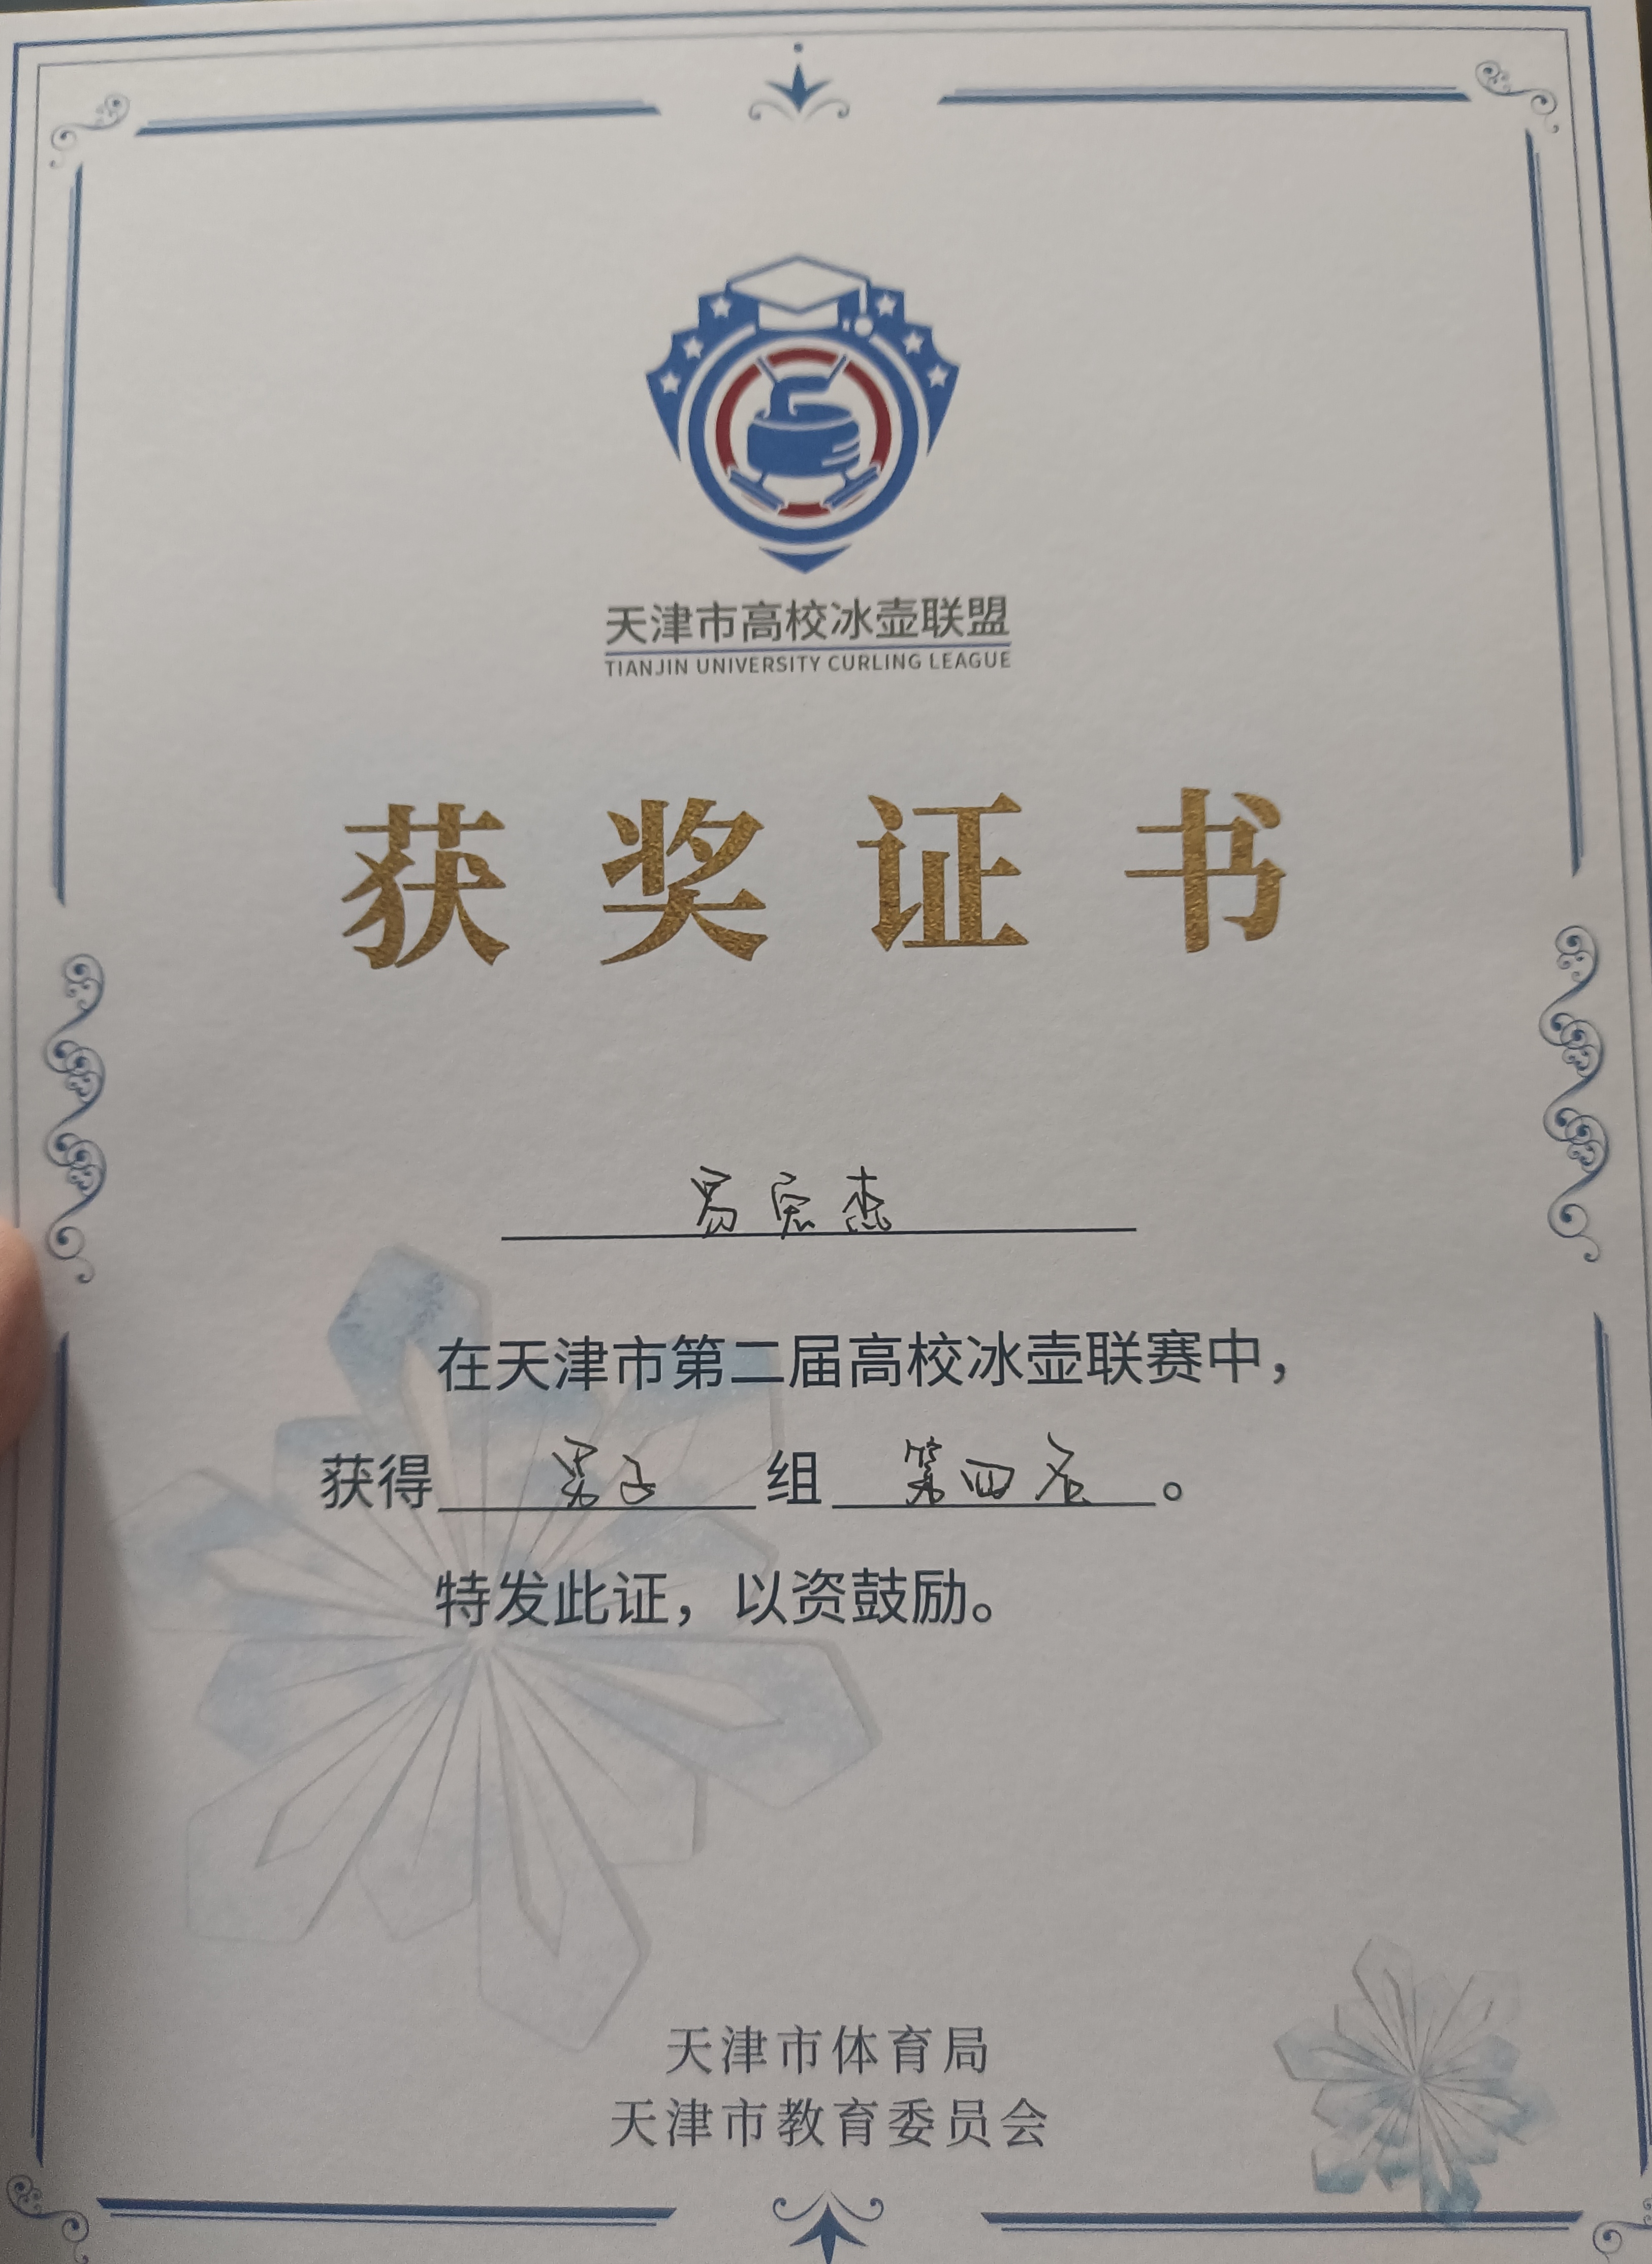 天津市高校冰壶联盟
TIANJIN UNIVERSITY CURLING LEAGUE
获奖证书
易宏杰
在天津市第二届高校冰壶联赛中，
获得男子组第四名。
特发此证，以资鼓励。
天津市体育局
天津市教育委员会